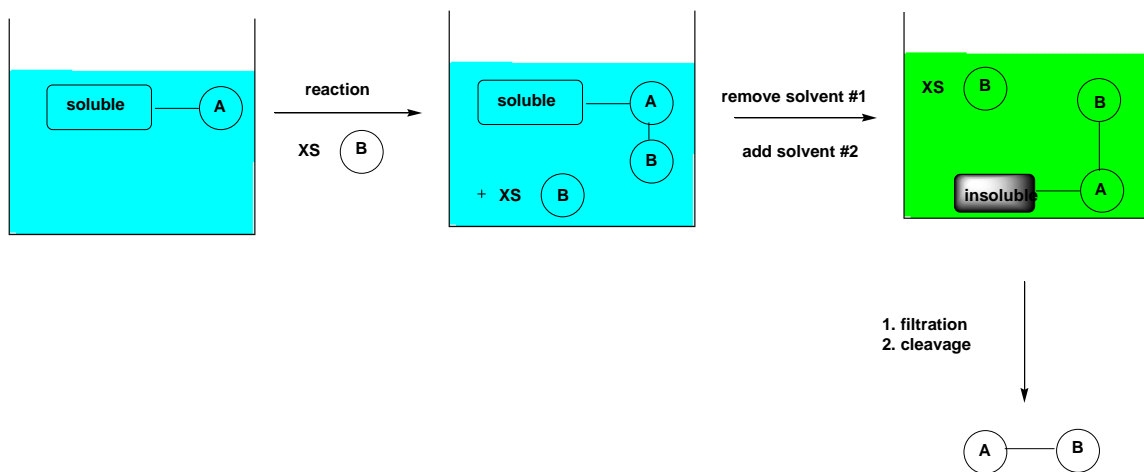 soluble
A
reaction
XS B
soluble
A
B
+ XS B
remove solvent #1
add solvent #2
XS B
B
insoluble
A
1. filtration
2. cleavage
A B